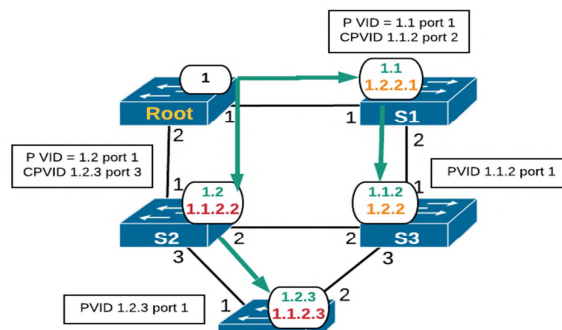 P VID = 1.1 port 1
CPVID 1.1.2 port 2
1
1.1
1.2.2.1
Root
1
1
S1
2
2
P VID = 1.2 port 1
CPVID 1.2.3 port 3
PVID 1.1.2 port 1
1
1
1.2
1.1.2.2
1.1.2
1.2.2
S2
2
2
S3
3
3
PVID 1.2.3 port 1
1
2
1.2.3
1.1.2.3